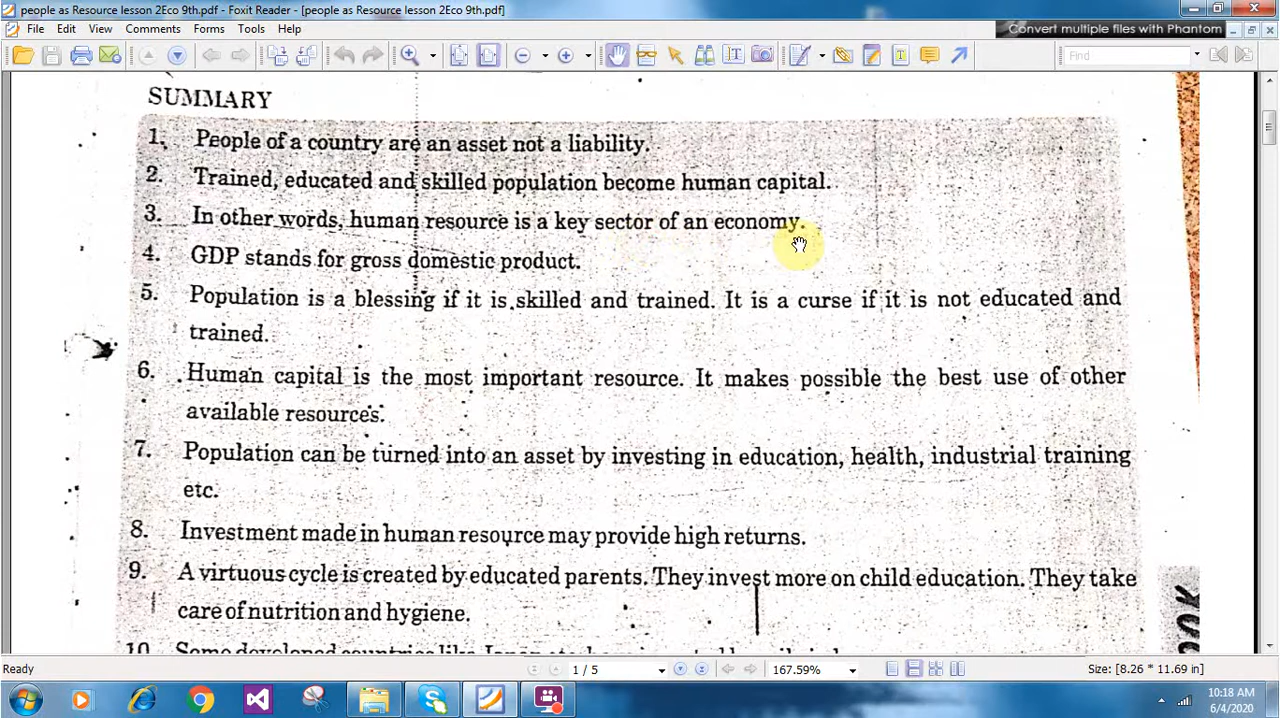 people as Resource lesson 2Eco 9th.pdf - Foxit Reader - [people as Resource lesson 2Eco 9th.pdf]
File Edit View Comments Forms Tools Help
Convert multiple files with Phantom
Find
SUMMARY
1. People of a country are an asset not a liability.
2. Trained, educated and skilled population become human capital.
3. In other words, human resource is a key sector of an economy.
4. GDP stands for gross domestic product.
5. Population is a blessing if it is skilled and trained. It is a curse if it is not educated and
trained.
6. Human capital is the most important resource. It makes possible the best use of other
available resources.
7. Population can be turned into an asset by investing in education, health, industrial training
etc.
8. Investment made in human resource may provide high returns.
9. A virtuous cycle is created by educated parents. They invest more on child education. They take
care of nutrition and hygiene.
10. Some developed countries like
Ready
1 / 5
167.59%
Size: [8.26 * 11.69 in]
10:18 AM
6/4/2020